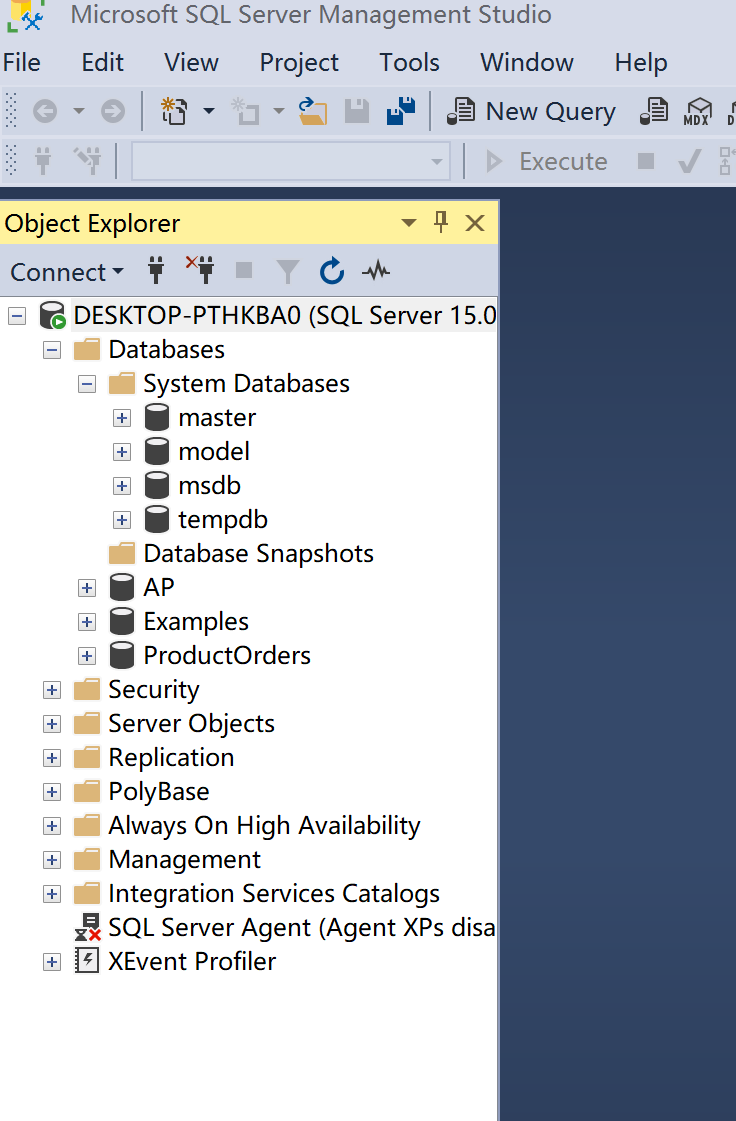 Microsoft SQL Server Management Studio
File Edit View Project Tools Window Help
New Query MDX
Execute
Object Explorer
Connect
DESKTOP-PTHKBA0 (SQL Server 15.0
Databases
System Databases
master
model
msdb
tempdb
Database Snapshots
AP
Examples
ProductOrders
Security
Server Objects
Replication
PolyBase
Always On High Availability
Management
Integration Services Catalogs
SQL Server Agent (Agent XPs disa
XEvent Profiler